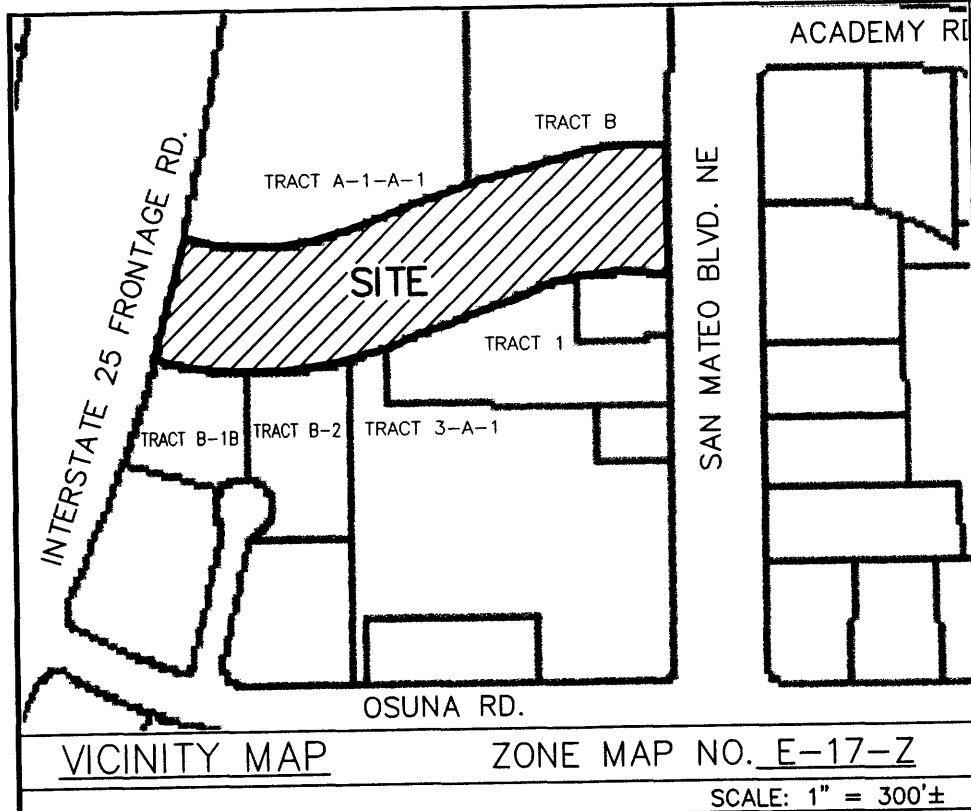 ACADEMY RD
TRACT B
TRACT A-1-A-1
INTERSTATE 25 FRONTAGE RD.
SITE
SAN MATEO BLVD. NE
TRACT 1
TRACT B-1B
TRACT B-2
TRACT 3-A-1
OSUNA RD.
VICINITY MAP
ZONE MAP NO. E-17-Z
SCALE: 1" = 300'±